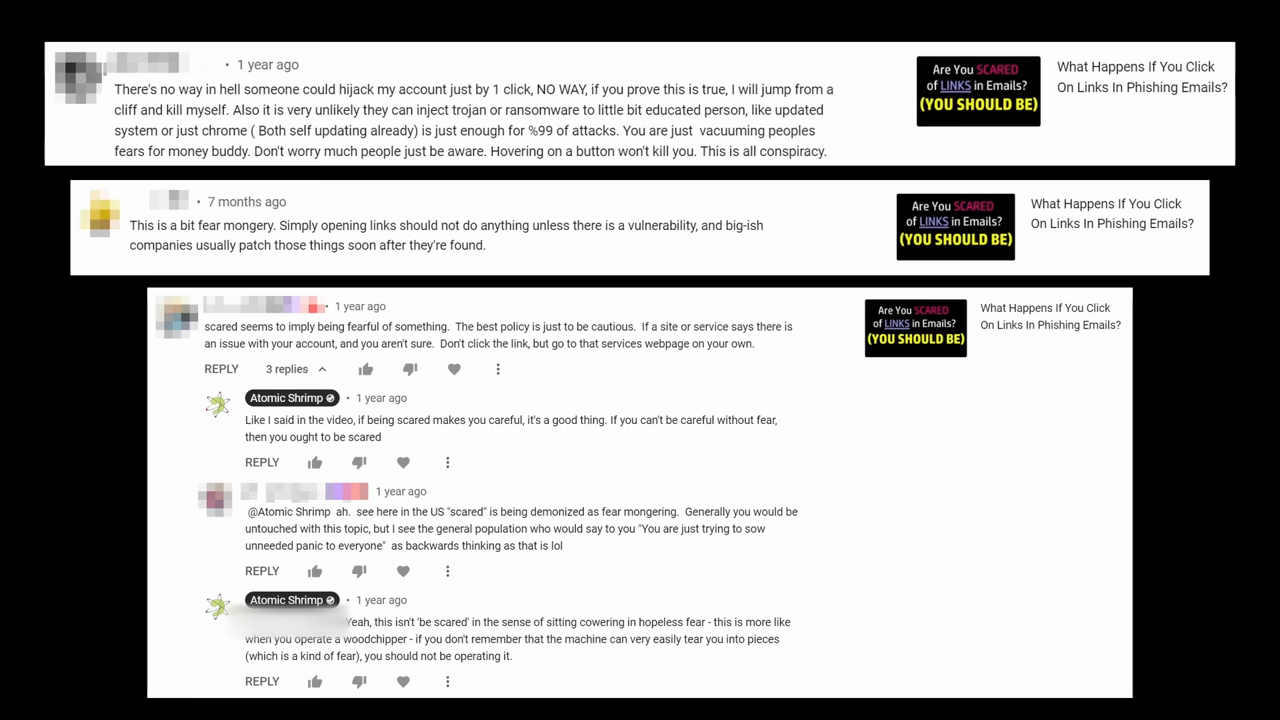 • 1 year ago
There's no way in hell someone could hijack my account just by 1 click, NO WAY, if you prove this is true, I will jump from a
cliff and kill myself. Also it is very unlikely they can inject trojan or ransomware to little bit educated person, like updated
system or just chrome ( Both self updating already) is just enough for %99 of attacks. You are just vacuuming peoples
fears for money buddy. Don't worry much people just be aware. Hovering on a button won't kill you. This is all conspiracy.
Are You SCARED
of LINKS in Emails?
(YOU SHOULD BE)
What Happens If You Click
On Links In Phishing Emails?
• 7 months ago
This is a bit fear mongery. Simply opening links should not do anything unless there is a vulnerability, and big-ish
companies usually patch those things soon after they're found.
Are You SCARED
of LINKS in Emails?
(YOU SHOULD BE)
What Happens If You Click
On Links In Phishing Emails?
• 1 year ago
scared seems to imply being fearful of something. The best policy is just to be cautious. If a site or service says there is
an issue with your account, and you aren't sure. Don't click the link, but go to that services webpage on your own.
Are You SCARED
of LINKS in Emails?
(YOU SHOULD BE)
What Happens If You Click
On Links In Phishing Emails?
REPLY 3 replies
Atomic Shrimp • 1 year ago
Like I said in the video, if being scared makes you careful, it's a good thing. If you can't be careful without fear,
then you ought to be scared
REPLY
1 year ago
@Atomic Shrimp ah. see here in the US "scared" is being demonized as fear mongering. Generally you would be
untouched with this topic, but I see the general population who would say to you "You are just trying to sow
unneeded panic to everyone" as backwards thinking as that is lol
REPLY
Atomic Shrimp • 1 year ago
Yeah, this isn't 'be scared' in the sense of sitting cowering in hopeless fear - this is more like
when you operate a woodchipper - if you don't remember that the machine can very easily tear you into pieces
(which is a kind of fear), you should not be operating it.
REPLY